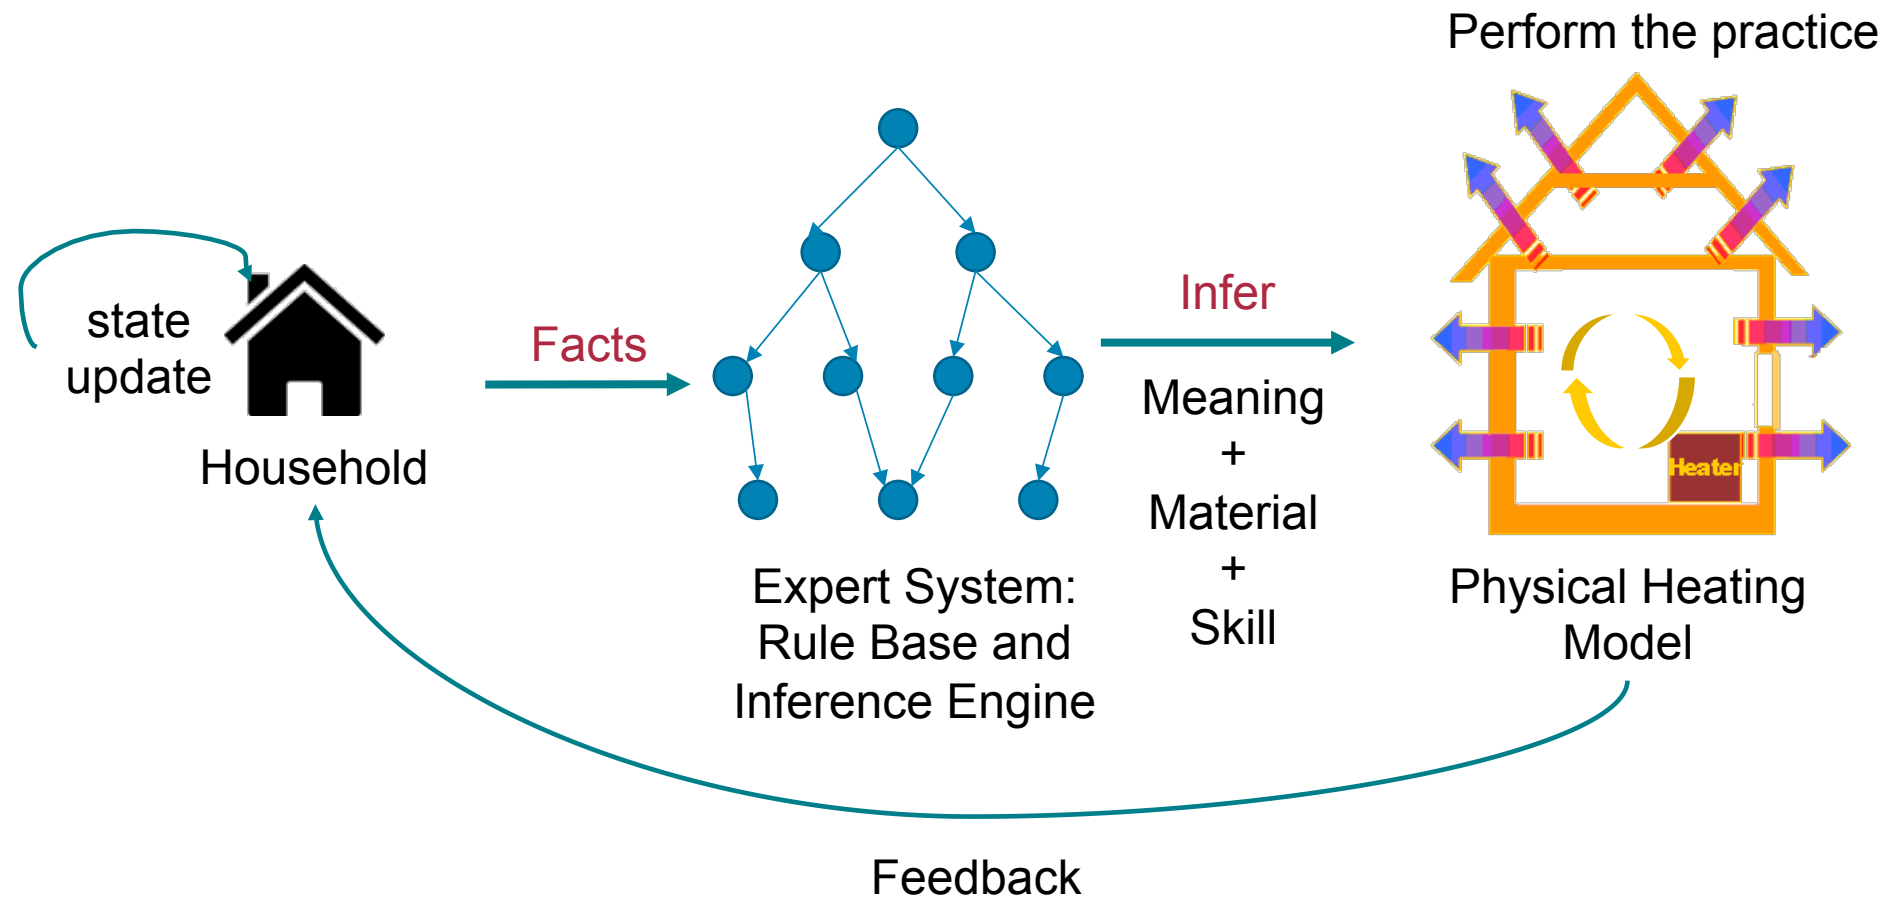 Perform the practice
state
update
Household
Facts
Expert System:
Rule Base and
Inference Engine
Infer
Meaning
+
Material
+
Skill
Heater
Physical Heating
Model
Feedback